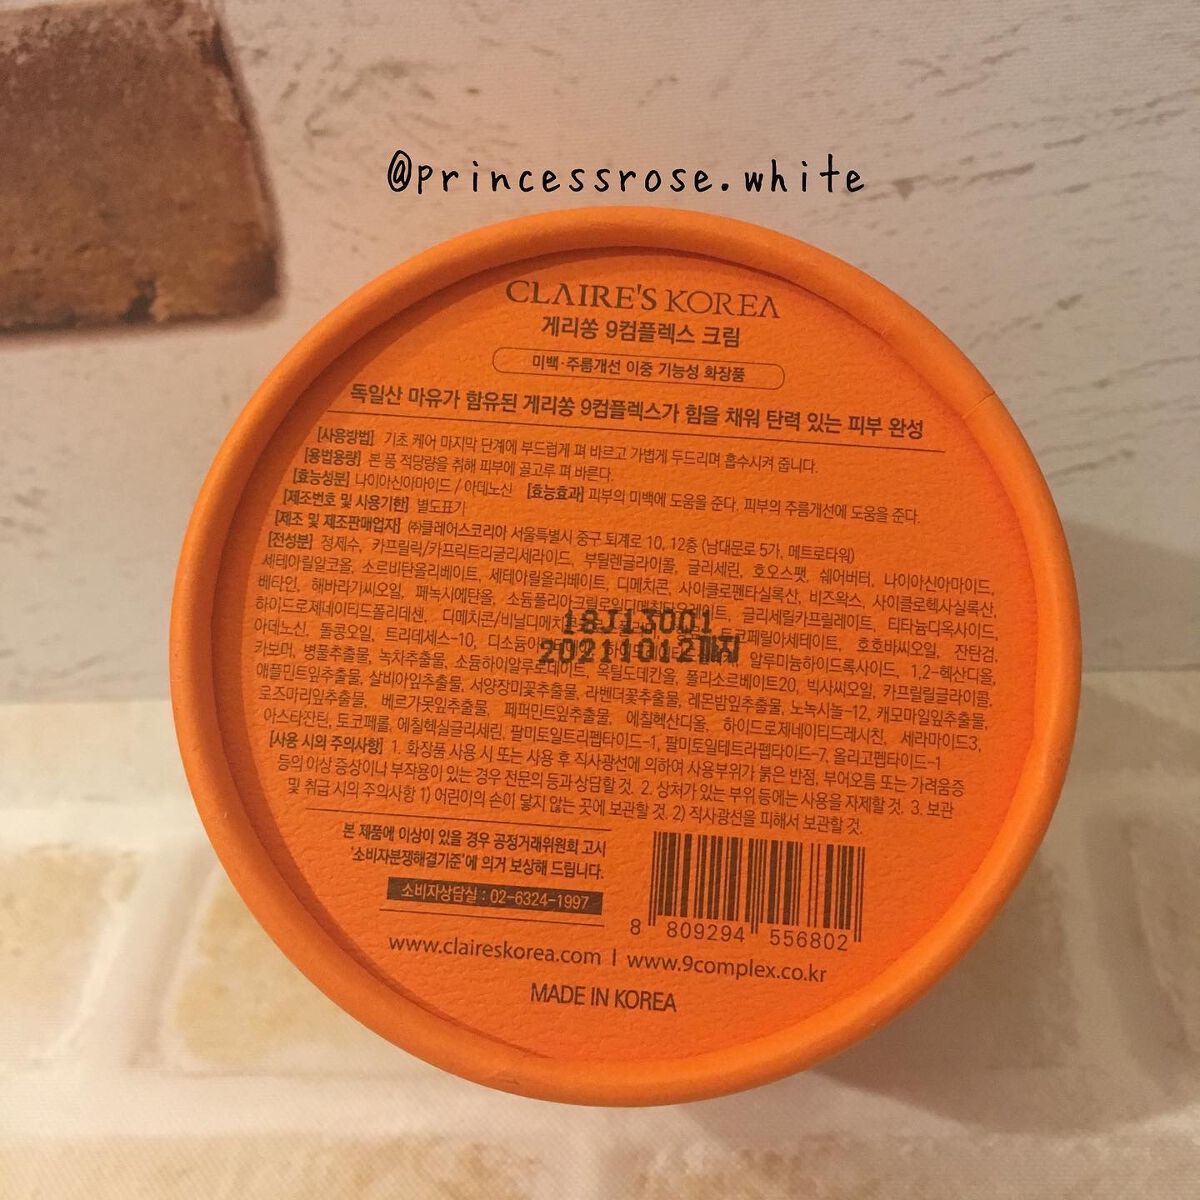 @princessrose.white
CLAIRE'S KOREA
게리쏭 9컴플렉스 크림
미백·주름개선 이중 기능성 화장품
독일산 마유가 함유된 게리쏭 9컴플렉스가 힘을 채워 탄력 있는 피부 완성
[사용방법] 기초 케어 마지막 단계에 부드럽게 펴 바르고 가볍게 두드리며 흡수시켜 줍니다.
[용법용량] 본 품 적당량을 취해 피부에 골고루 펴 바른다.
[효능성분] 나이아신아마이드 / 아데노신 [효능효과] 피부의 미백에 도움을 준다. 피부의 주름개선에 도움을 준다.
[제조번호 및 사용기한] 별도표기
[제조 및 제조판매업자] ㈜클레어스코리아 서울특별시 중구 퇴계로 10, 12층 (남대문로 5가, 메트로타워)
[전성분] 정제수, 카프릴릭/카프릭트리글리세라이드, 부틸렌글라이콜, 글리세린, 호오스팻, 쉐어버터, 나이아신아마이드,
세테아릴알코올, 소르비탄올리베이트, 세테아릴올리베이트, 디메치콘, 사이클로펜타실록산, 비즈왁스, 사이클로헥사실록산,
베타인, 해바라기씨오일, 페녹시에탄올, 글리세릴카프릴레이트, 티타늄디옥사이드,
하이드로제네이티드폴리데센, 호호바씨오일, 잔탄검,
18J13001
아데노신, 돌콩오일, 트리데세스-10, 알루미늄하이드록사이드, 1,2-헥산디올,
20211012까지
카보머, 병풀추출물, 녹차추출물, 소듐하이알루로네이트, 옥틸도데칸올, 폴리소르베이트20, 빅사씨오일, 카프릴릴글라이콜,
애플민트잎추출물, 살비아잎추출물, 서양장미꽃추출물, 라벤더꽃추출물, 레몬밤잎추출물, 노녹시놀-12, 캐모마일잎추출물,
로즈마리잎추출물, 베르가못잎추출물, 페퍼민트잎추출물, 에칠헥산디올, 하이드로제네이티드레시친, 세라마이드3,
아스타잔틴, 토코페롤, 에칠헥실글리세린, 팔미토일트리펩타이드-1, 팔미토일테트라펩타이드-7, 올리고펩타이드-1
[사용 시의 주의사항] 1. 화장품 사용 시 또는 사용 후 직사광선에 의하여 사용부위가 붉은 반점, 부어오름 또는 가려움증
등의 이상 증상이나 부작용이 있는 경우 전문의 등과 상담할 것. 2. 상처가 있는 부위 등에는 사용을 자제할 것. 3. 보관
및 취급 시의 주의사항 1) 어린이의 손이 닿지 않는 곳에 보관할 것. 2) 직사광선을 피해서 보관할 것.
본 제품에 이상이 있을 경우 공정거래위원회 고시
'소비자분쟁해결기준'에 의거 보상해 드립니다.
소비자상담실 : 02-6324-1997
8 809294 556802
www.claireskorea.com | www.9complex.co.kr
MADE IN KOREA